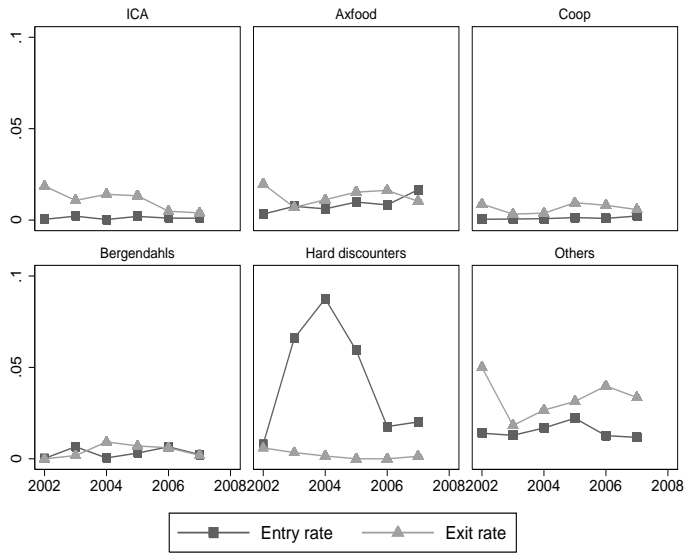 ICA Axfood Coop
.1
.05
0
Bergendahls Hard discounters Others
.1
.05
0
2002 2004 2006 2008 2002 2004 2006 2008 2002 2004 2006 2008
Entry rate Exit rate